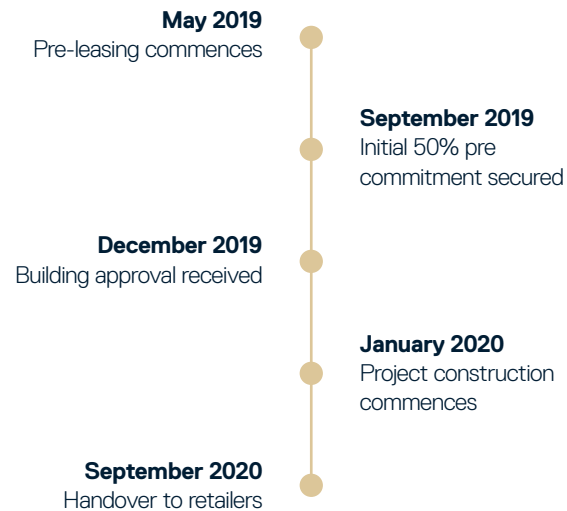 May 2019
Pre-leasing commences
September 2019
Initial 50% pre
commitment secured
December 2019
Building approval received
January 2020
Project construction
commences
September 2020
Handover to retailers